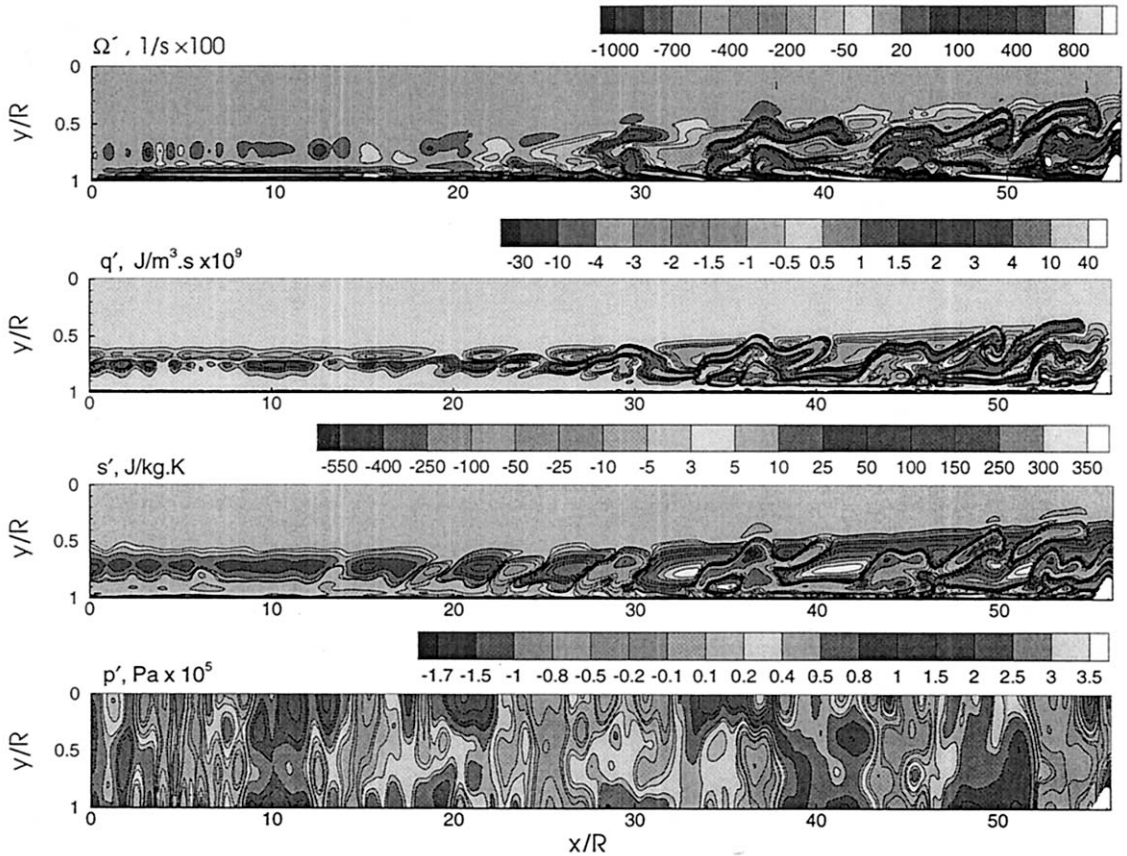 Ω´, 1/s ×100
-1000 -700 -400 -200 -50 20 100 400 800
y/R
0
0.5
1
0 10 20 30 40 50
q′, J/m³.s x10⁹
-30 -10 -4 -3 -2 -1.5 -1 -0.5 0.5 1 1.5 2 3 4 10 40
y/R
0
0.5
1
0 10 20 30 40 50
s′, J/kg.K
-550 -400 -250 -100 -50 -25 -10 -5 3 5 10 25 50 100 150 250 300 350
y/R
0
0.5
1
0 10 20 30 40 50
p′, Pa x 10⁵
-1.7 -1.5 -1 -0.8 -0.5 -0.2 -0.1 0.1 0.2 0.4 0.5 0.8 1 1.5 2 2.5 3 3.5
y/R
0
0.5
1
0 10 20 30 40 50
x/R